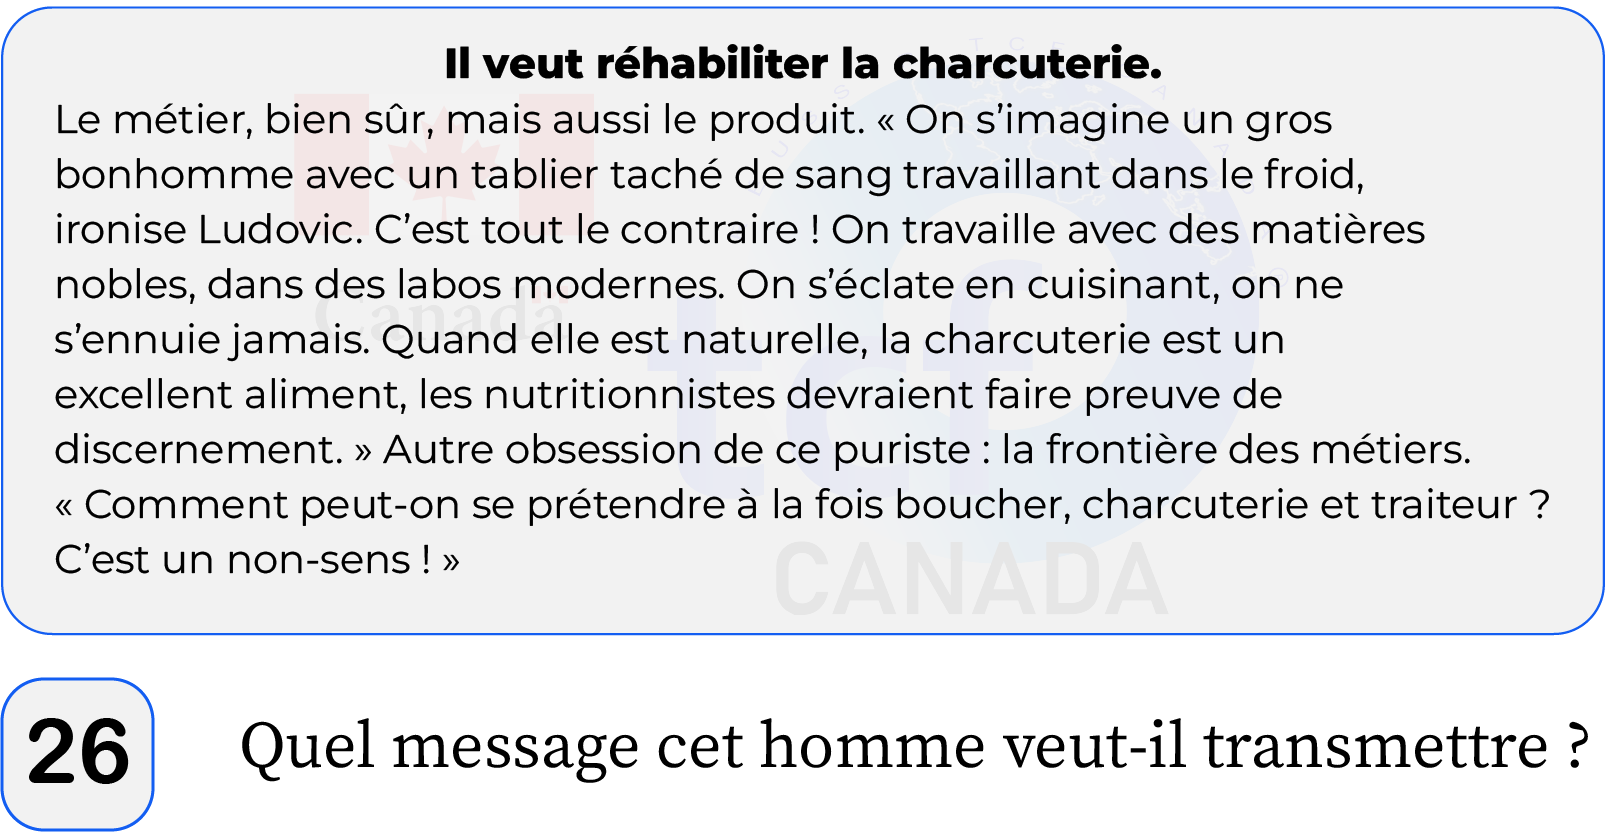 Il veut réhabiliter la charcuterie.
Le métier, bien sûr, mais aussi le produit. « On s’imagine un gros
bonhomme avec un tablier taché de sang travaillant dans le froid,
ironise Ludovic. C’est tout le contraire ! On travaille avec des matières
nobles, dans des labos modernes. On s’éclate en cuisinant, on ne
s’ennuie jamais. Quand elle est naturelle, la charcuterie est un
excellent aliment, les nutritionnistes devraient faire preuve de
discernement. » Autre obsession de ce puriste : la frontière des métiers.
« Comment peut-on se prétendre à la fois boucher, charcuterie et traiteur ?
C’est un non-sens ! »
Canada
tcf
CANADA
26
Quel message cet homme veut-il transmettre ?